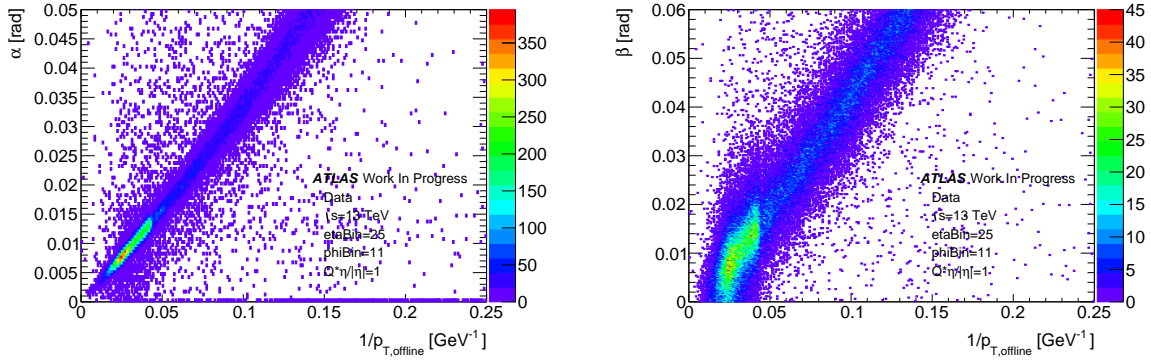 α [rad]
0.05
0.045
0.04
0.035
0.03
0.025
0.02
0.015
0.01
0.005
0
0 0.05 0.1 0.15 0.2 0.25
1/p_T,offline [GeV⁻¹]
350
300
250
200
150
100
50
0
ATLAS Work In Progress
Data
√s=13 TeV
etaBin=25
phiBin=11
Q*η/|η|=1
β [rad]
0.06
0.05
0.04
0.03
0.02
0.01
0
0 0.05 0.1 0.15 0.2 0.25
1/p_T,offline [GeV⁻¹]
45
40
35
30
25
20
15
10
5
0
ATLAS Work In Progress
Data
√s=13 TeV
etaBin=25
phiBin=11
Q*η/|η|=1